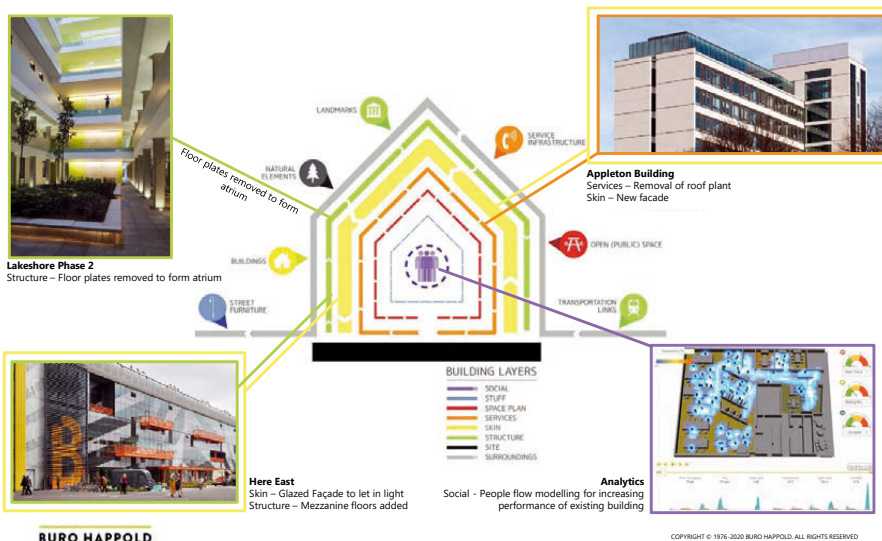 LANDMARKS
SERVICE
INFRASTRUCTURE
Floor plates removed to form
atrium
NATURAL
ELEMENTS
Appleton Building
Services – Removal of roof plant
Skin – New facade
Lakeshore Phase 2
Structure – Floor plates removed to form atrium
BUILDINGS
OPEN (PUBLIC) SPACE
STREET
FURNITURE
TRANSPORTATION
LINKS
BUILDING LAYERS
SOCIAL
STUFF
SPACE PLAN
SERVICES
SKIN
STRUCTURE
SITE
SURROUNDINGS
B
Here East
Skin – Glazed Façade to let in light
Structure – Mezzanine floors added
Analytics
Social - People flow modelling for increasing
performance of existing building
BURO HAPPOLD
COPYRIGHT © 1976-2020 BURO HAPPOLD. ALL RIGHTS RESERVED